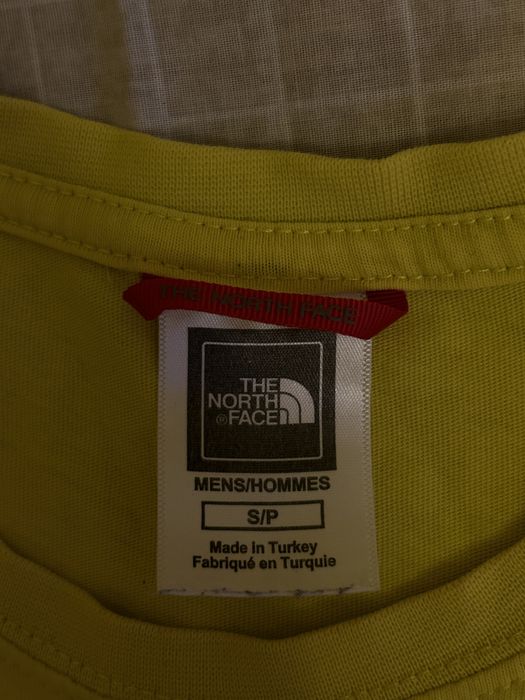 THE NORTH FACE
THE
NORTH
®FACE
MENS/HOMMES
S/P
Made in Turkey
Fabriqué en Turquie